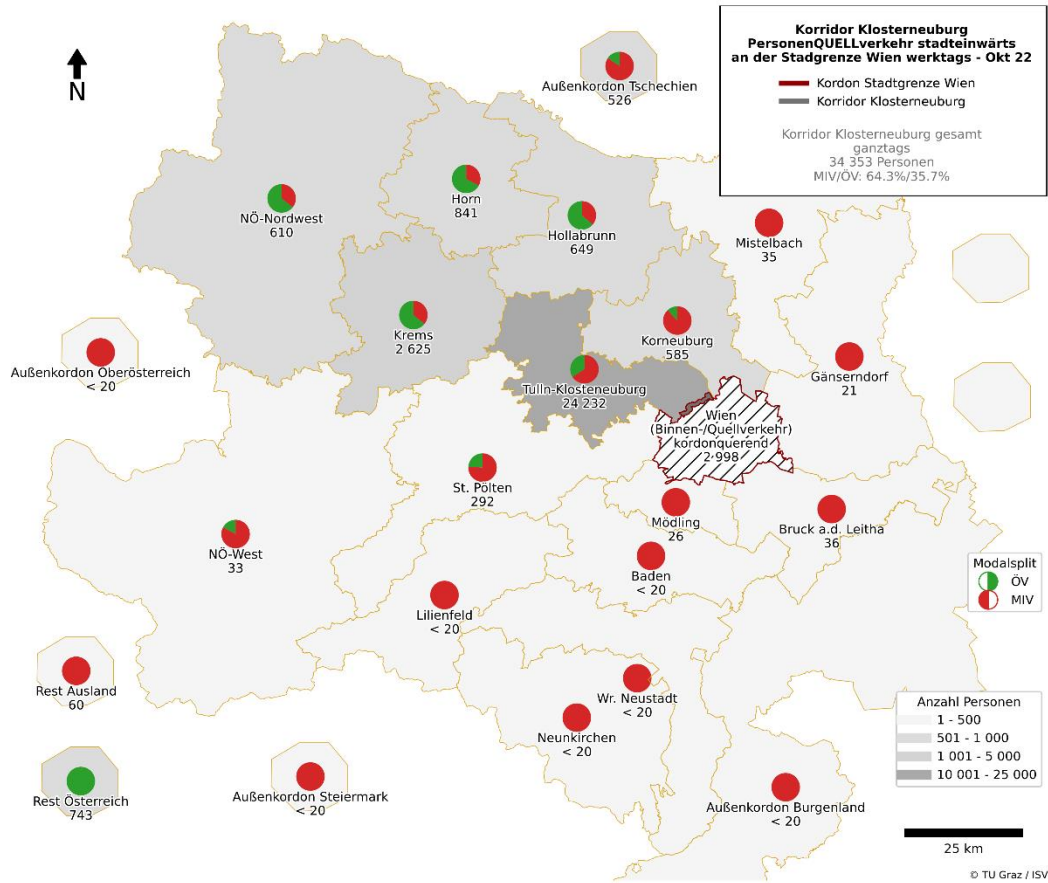 Korridor Klosterneuburg
PersonenQUELLverkehr stadteinwärts
an der Stadgrenze Wien werktags - Okt 22
Kordon Stadtgrenze Wien
Korridor Klosterneuburg
Korridor Klosterneuburg gesamt
ganztags
34 353 Personen
MIV/ÖV: 64.3%/35.7%
N
Außenkordon Tschechien
526
NÖ-Nordwest
610
Horn
841
Hollabrunn
649
Mistelbach
35
Krems
2 625
Korneuburg
585
Außenkordon Oberösterreich
< 20
Tulln-Klosteneuburg
24 232
Gänserndorf
21
Wien
(Binnen-/Quellverkehr)
kordonquerend
2 998
St. Pölten
292
Mödling
26
Bruck a.d. Leitha
36
NÖ-West
33
Baden
< 20
Modalsplit
ÖV
MIV
Lilienfeld
< 20
Rest Ausland
60
Wr. Neustadt
< 20
Neunkirchen
< 20
Anzahl Personen
1 - 500
501 - 1 000
1 001 - 5 000
10 001 - 25 000
Rest Österreich
743
Außenkordon Steiermark
< 20
Außenkordon Burgenland
< 20
25 km
© TU Graz / ISV